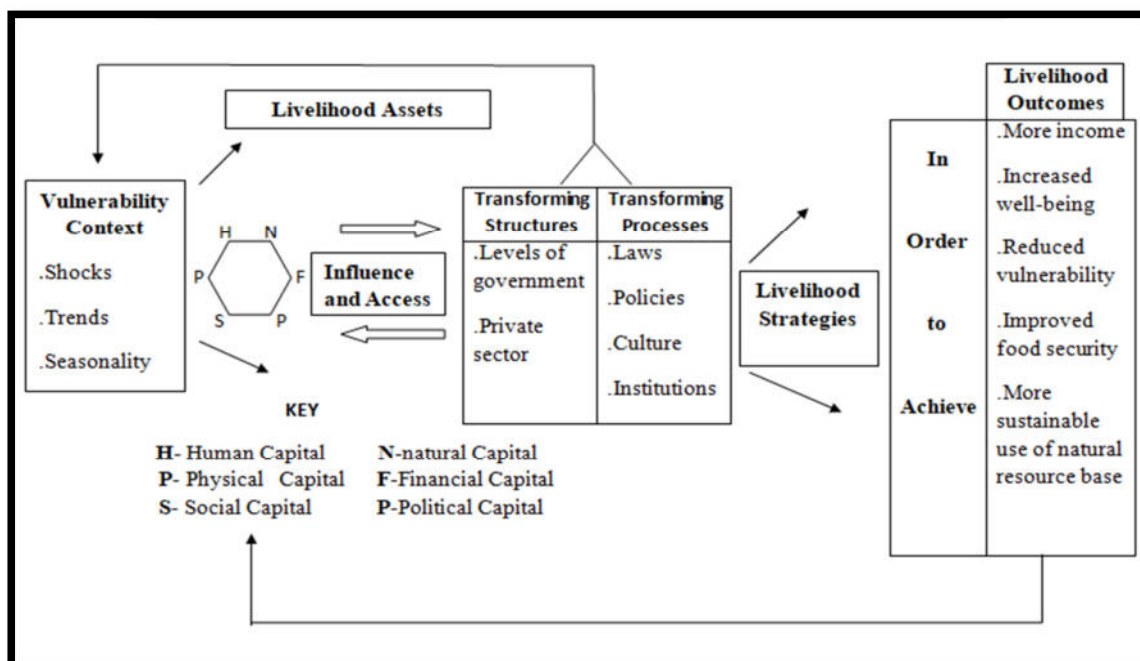 Livelihood Assets
Vulnerability
Context
.Shocks
.Trends
.Seasonality
H N
P F
S P
Influence
and Access
Transforming
Structures
.Levels of
government
.Private
sector
Transforming
Processes
.Laws
.Policies
.Culture
.Institutions
Livelihood
Strategies
In
Order
to
Achieve
Livelihood
Outcomes
.More income
.Increased
well-being
.Reduced
vulnerability
.Improved
food security
.More
sustainable
use of natural
resource base
KEY
H- Human Capital N-natural Capital
P- Physical Capital F-Financial Capital
S- Social Capital P-Political Capital